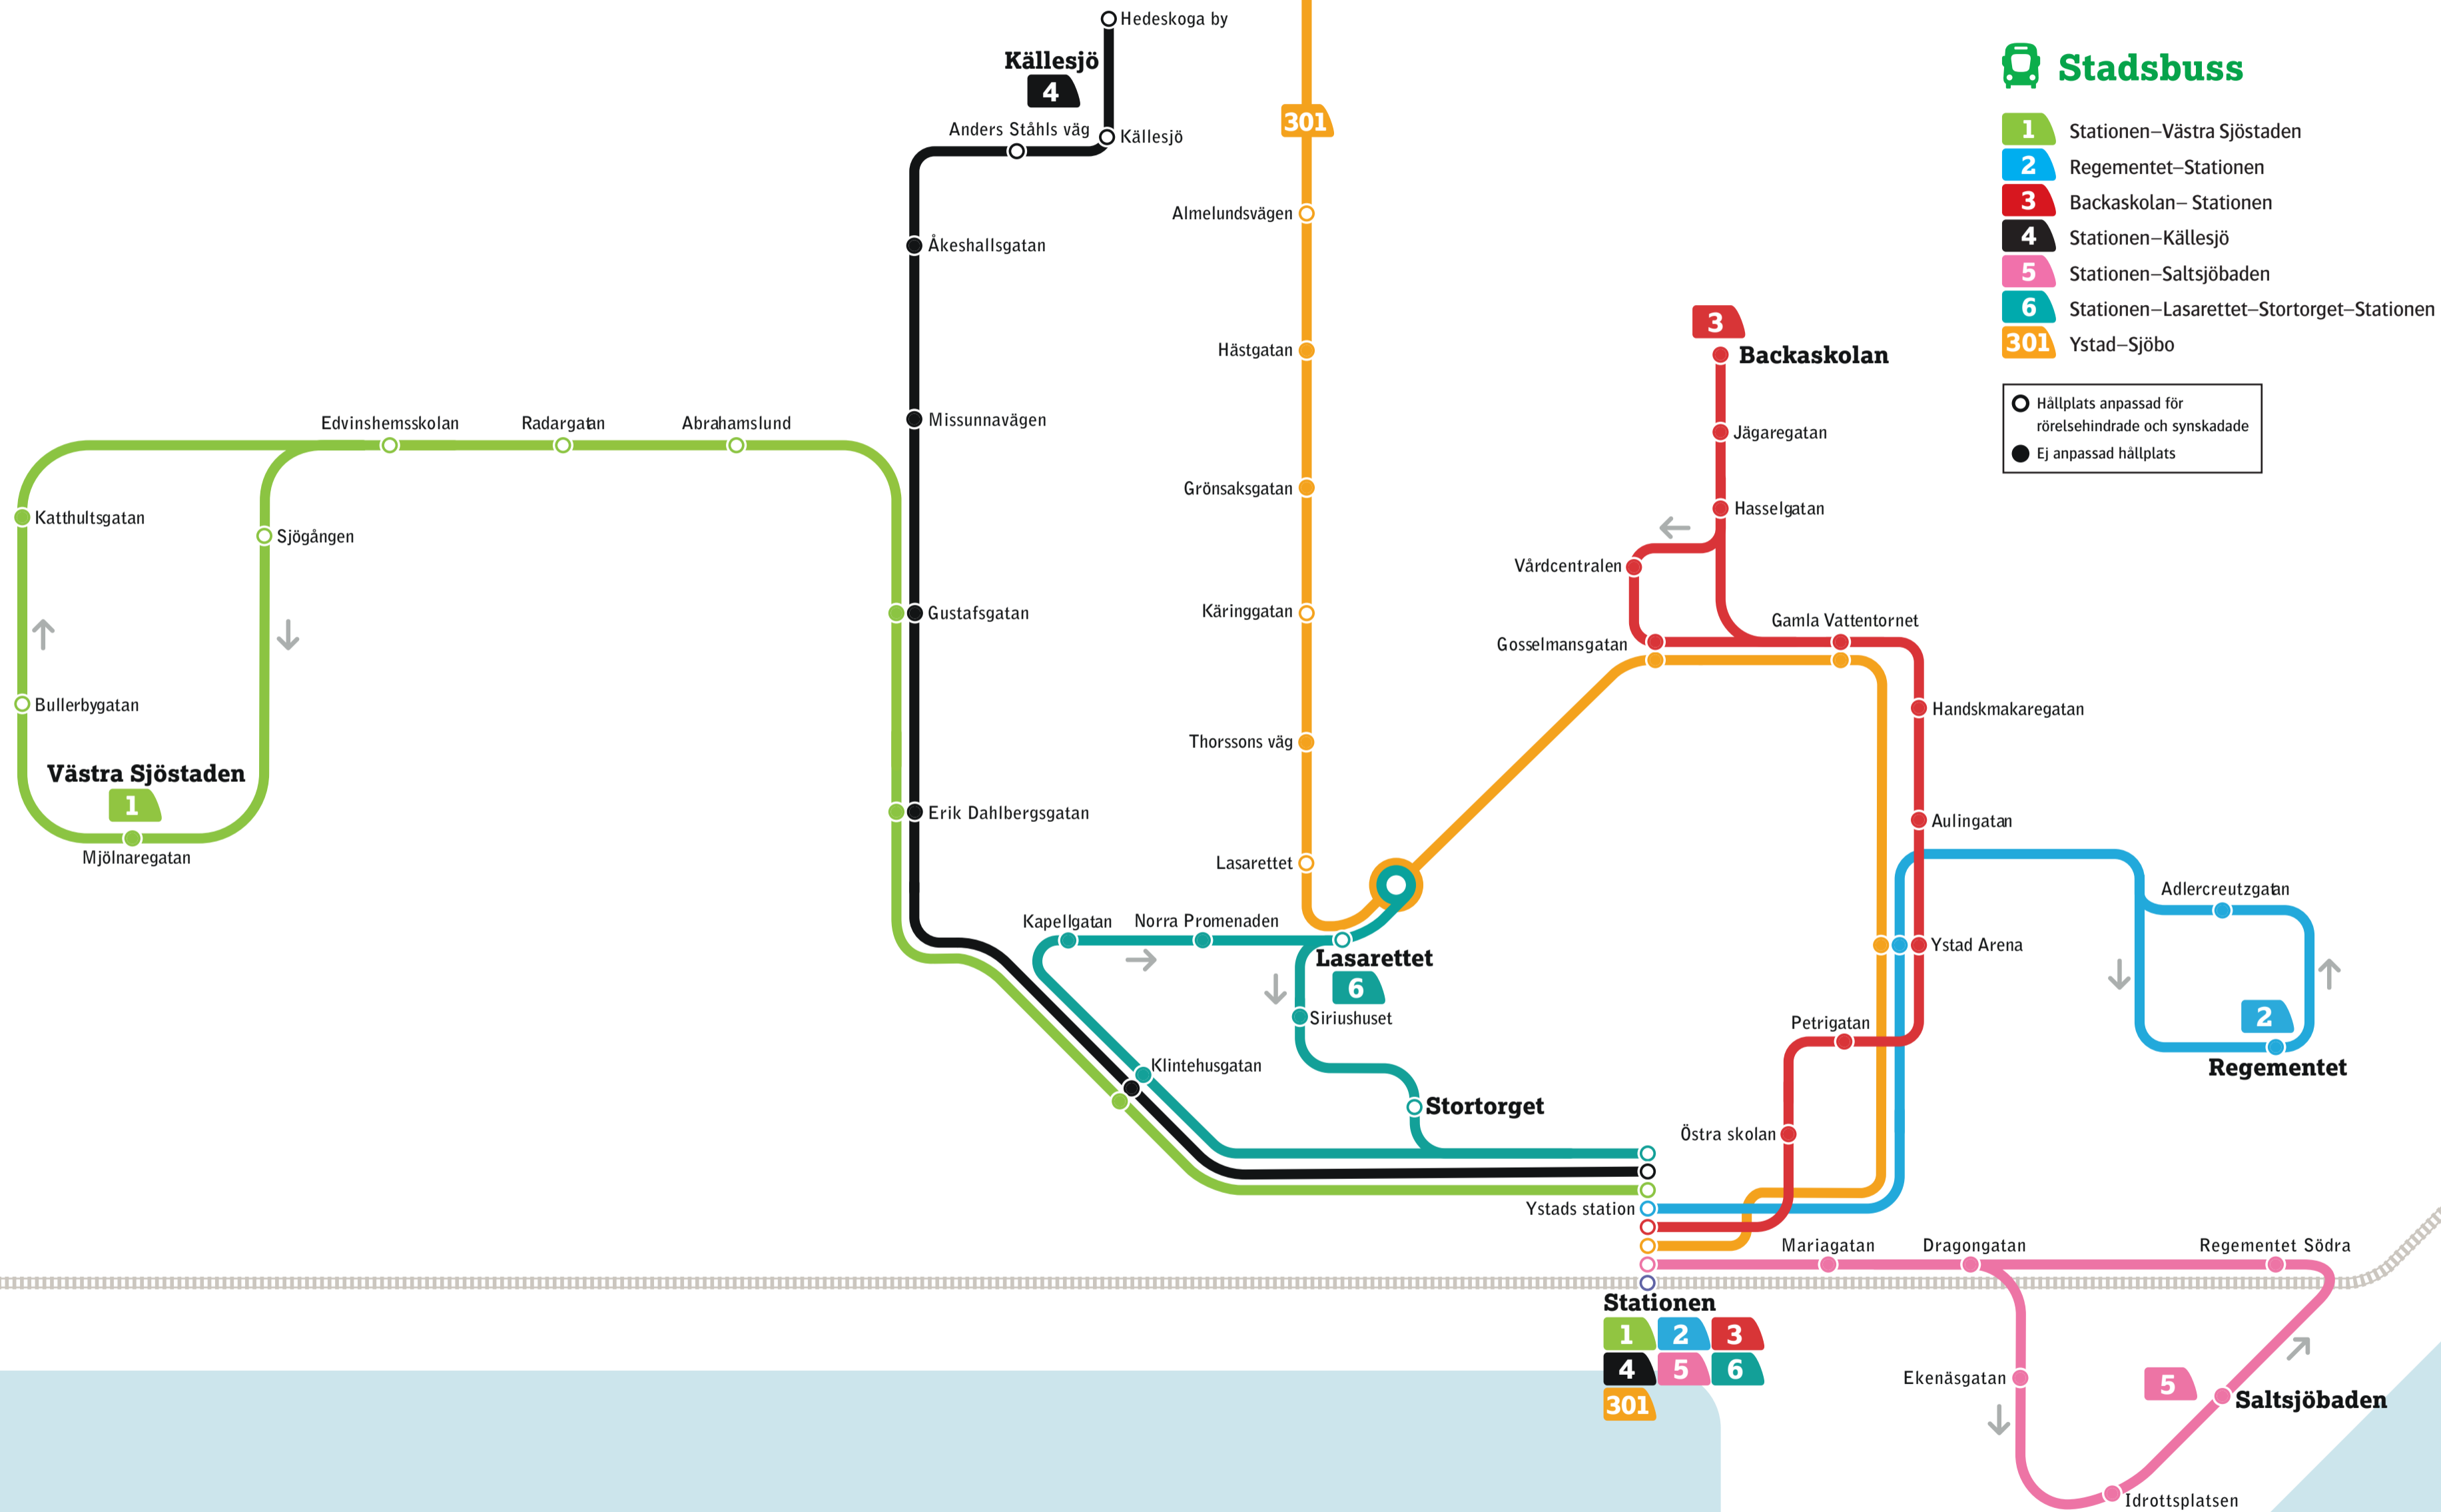 Hedeskoga by
Källesjö
4
Anders Ståhls väg
Källesjö
301
Stadsbuss
1 Stationen–Västra Sjöstaden
2 Regementet–Stationen
3 Backaskolan– Stationen
4 Stationen–Källesjö
5 Stationen–Saltsjöbaden
6 Stationen–Lasarettet–Stortorget–Stationen
301 Ystad–Sjöbo
Hållplats anpassad för
rörelsehindrade och synskadade
Ej anpassad hållplats
Almelundsvägen
Åkeshallsgatan
Hästgatan
3
Backaskolan
Missunnavägen
Edvinshemsskolan
Radargatan
Abrahamslund
Jägaregatan
Grönsaksgatan
Hasselgatan
Katthultsgatan
Sjögången
Vårdcentralen
Gustafsgatan
Käringgatan
Gamla Vattentornet
Gosselmansgatan
Bullerbygatan
Handskmakaregatan
Thorssons väg
Västra Sjöstaden
1
Mjölnaregatan
Erik Dahlbergsgatan
Aulingatan
Lasarettet
Adlercreutzgatan
Kapellgatan
Norra Promenaden
Ystad Arena
Lasarettet
6
Siriushuset
Petrigatan
2
Regementet
Klintehusgatan
Stortorget
Östra skolan
Ystads station
Mariagatan
Dragongatan
Regementet Södra
Stationen
1 2 3
4 5 6
301
Ekenäsgatan
5
Saltsjöbaden
Idrottsplatsen